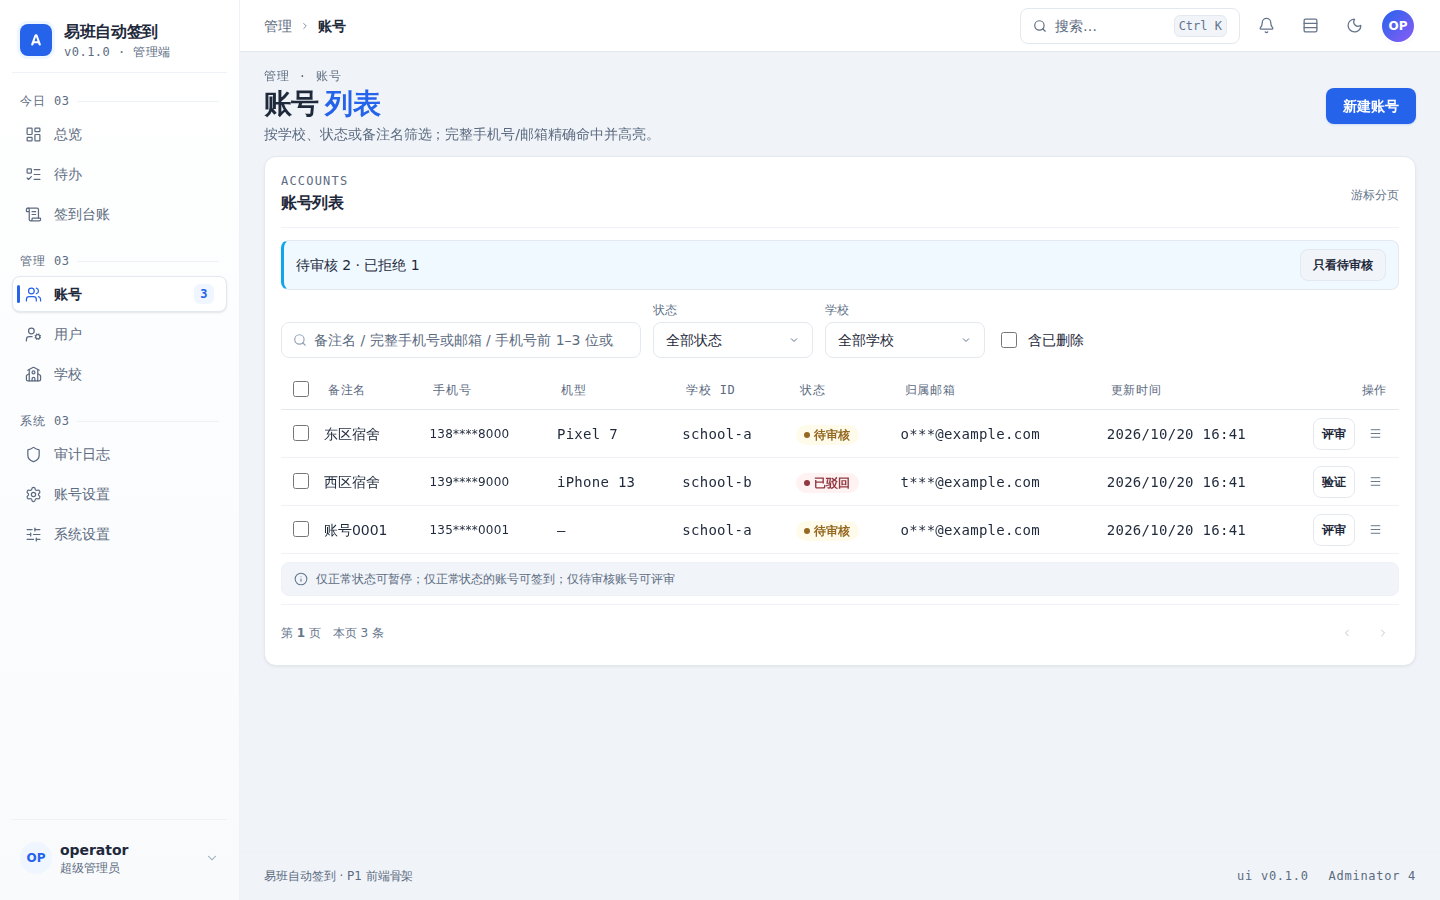 A 易班自动签到
v0.1.0 · 管理端
今日 03
总览
待办
签到台账
管理 03
账号 3
用户
学校
系统 03
审计日志
账号设置
系统设置
OP operator
超级管理员
管理 › 账号
搜索… Ctrl K
OP
管理 · 账号
账号 列表
按学校、状态或备注名筛选；完整手机号/邮箱精确命中并高亮。
新建账号
ACCOUNTS
账号列表
游标分页
待审核 2 · 已拒绝 1
只看待审核
状态 学校
备注名 / 完整手机号或邮箱 / 手机号前 1–3 位或 全部状态 全部学校 含已删除
备注名 手机号 机型 学校 ID 状态 归属邮箱 更新时间 操作
东区宿舍 138****8000 Pixel 7 school-a 待审核 o***@example.com 2026/10/20 16:41 评审
西区宿舍 139****9000 iPhone 13 school-b 已驳回 t***@example.com 2026/10/20 16:41 验证
账号0001 135****0001 — school-a 待审核 o***@example.com 2026/10/20 16:41 评审
仅正常状态可暂停；仅正常状态的账号可签到；仅待审核账号可评审
第 1 页 本页 3 条
易班自动签到 · P1 前端骨架
ui v0.1.0 Adminator 4